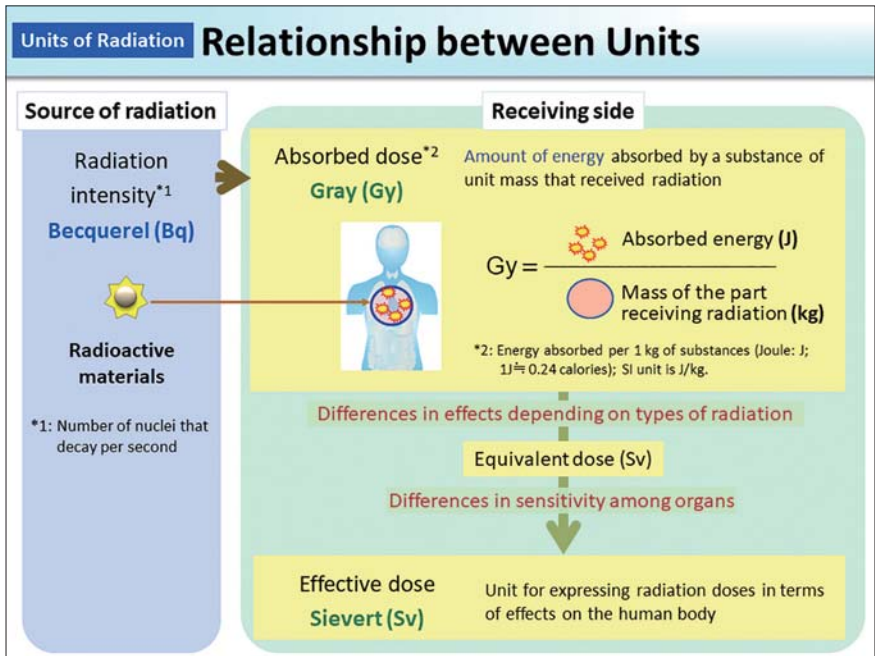 Units of Radiation
Relationship between Units
Source of radiation
Radiation
intensity*1
Becquerel (Bq)
Radioactive
materials
*1: Number of nuclei that
decay per second
Receiving side
Absorbed dose*2
Gray (Gy)
Amount of energy absorbed by a substance of
unit mass that received radiation
Gy =
Absorbed energy (J)
Mass of the part
receiving radiation (kg)
*2: Energy absorbed per 1 kg of substances (Joule: J;
1J≒0.24 calories); SI unit is J/kg.
Differences in effects depending on types of radiation
Equivalent dose (Sv)
Differences in sensitivity among organs
Effective dose
Sievert (Sv)
Unit for expressing radiation doses in terms
of effects on the human body